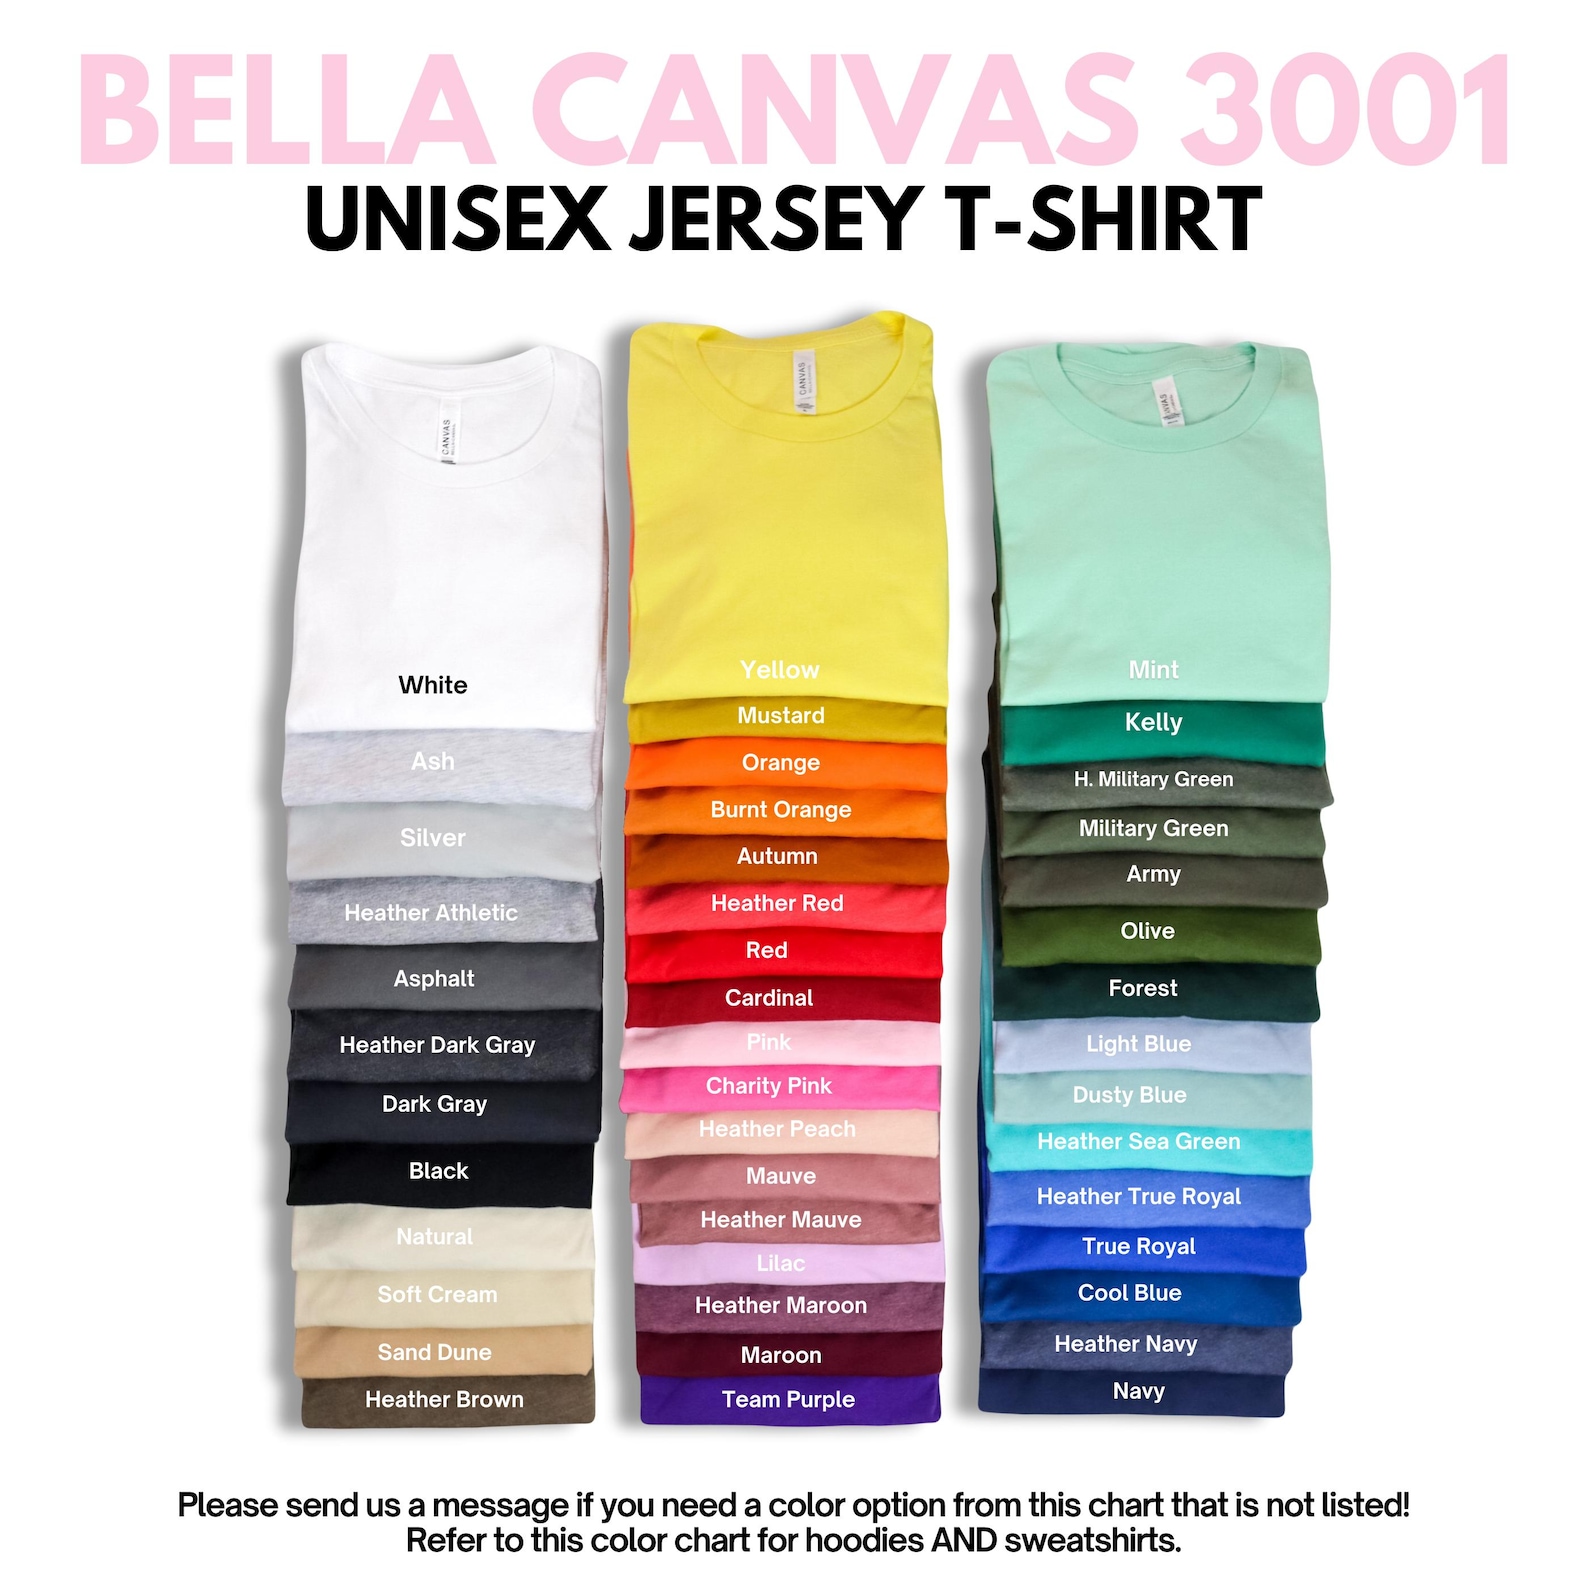 BELLA CANVAS 3001
UNISEX JERSEY T-SHIRT
CANVAS
White
Ash
Silver
Heather Athletic
Asphalt
Heather Dark Gray
Dark Gray
Black
Natural
Soft Cream
Sand Dune
Heather Brown
CANVAS
Yellow
Mustard
Orange
Burnt Orange
Autumn
Heather Red
Red
Cardinal
Pink
Charity Pink
Heather Peach
Mauve
Heather Mauve
Lilac
Heather Maroon
Maroon
Team Purple
Mint
Kelly
H. Military Green
Military Green
Army
Olive
Forest
Light Blue
Dusty Blue
Heather Sea Green
Heather True Royal
True Royal
Cool Blue
Heather Navy
Navy
Please send us a message if you need a color option from this chart that is not listed!
Refer to this color chart for hoodies AND sweatshirts.